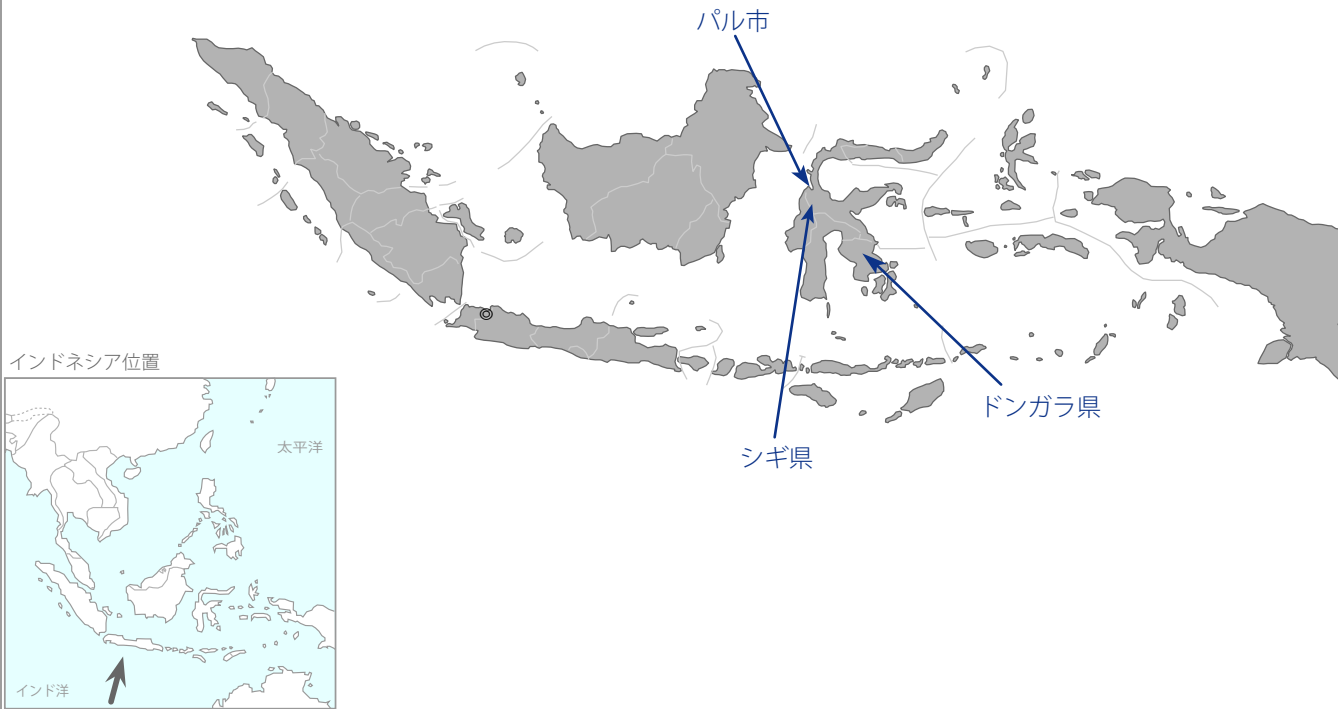 パル市
インドネシア位置
ドンガラ県
太平洋
シギ県
インド洋